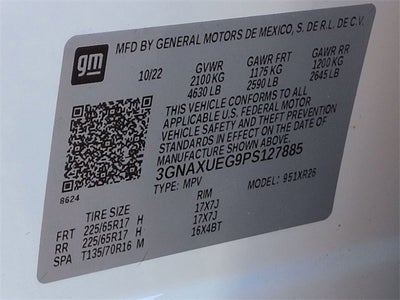 gm
MFD BY GENERAL MOTORS DE MEXICO, S. DE R.L. DE C.V.
10/22 GVWR GAWR FRT GAWR RR
2100 KG 1175 KG 1200 KG
4630 LB 2590 LB 2645 LB
THIS VEHICLE CONFORMS TO ALL
APPLICABLE U.S. FEDERAL MOTOR
VEHICLE SAFETY AND THEFT PREVENTION
STANDARDS IN EFFECT ON THE DATE OF
MANUFACTURE SHOWN ABOVE.
3GNAXUEG9PS127885
TYPE: MPV MODEL: 951XR26
8624
TIRE SIZE RIM
FRT 225/65R17 H 17X7J
RR 225/65R17 H 17X7J
SPA T135/70R16 M 16X4BT